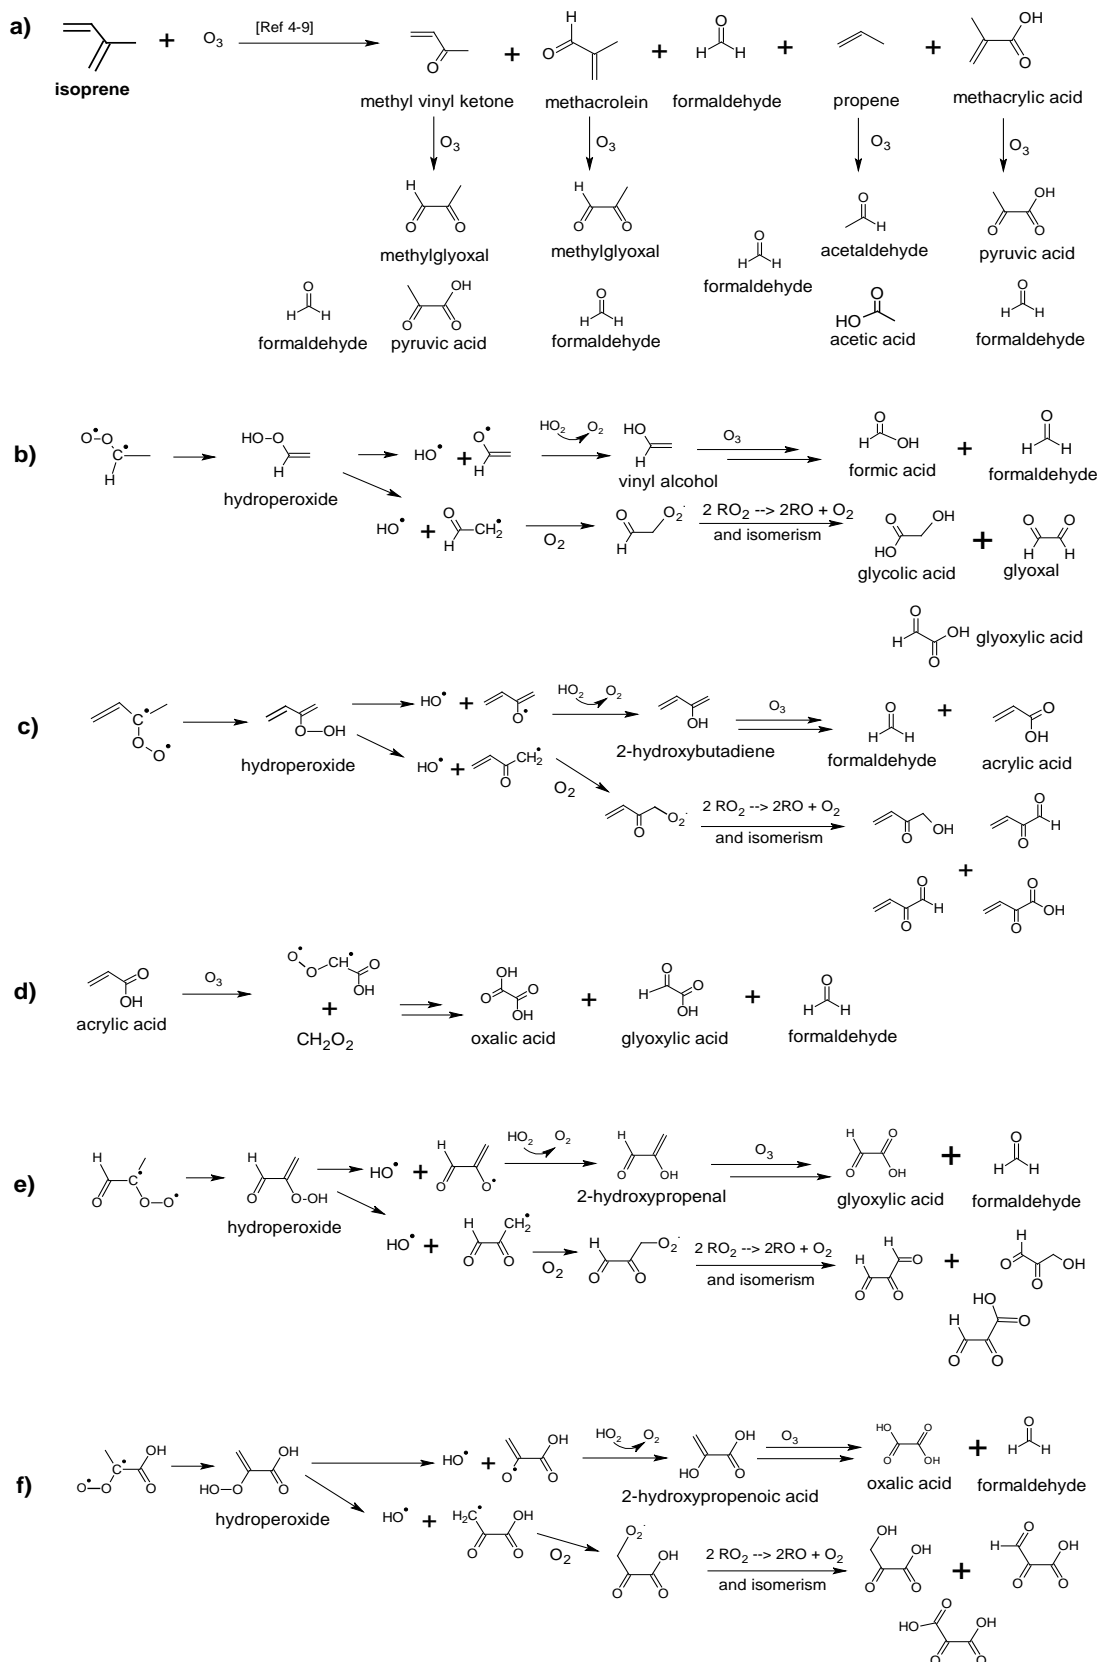 a)
isoprene
+
O3
[Ref 4-9]
methyl vinyl ketone
+
methacrolein
+
formaldehyde
+
propene
+
methacrylic acid
O3 O3 O3 O3
methylglyoxal
methylglyoxal
formaldehyde
acetaldehyde
pyruvic acid
formaldehyde
pyruvic acid
formaldehyde
acetic acid
formaldehyde
b)
hydroperoxide
HO• +
HO2 O2
vinyl alcohol
O3
formic acid
+
formaldehyde
HO• +
O2
2 RO2 --> 2RO + O2
and isomerism
glycolic acid
+
glyoxal
glyoxylic acid
c)
hydroperoxide
HO• +
HO2 O2
2-hydroxybutadiene
O3
formaldehyde
+
acrylic acid
HO• +
O2
2 RO2 --> 2RO + O2
and isomerism
+
d)
acrylic acid
O3
+
CH2O2
oxalic acid
+
glyoxylic acid
+
formaldehyde
e)
hydroperoxide
HO• +
HO2 O2
2-hydroxypropenal
O3
glyoxylic acid
+
formaldehyde
HO• +
O2
2 RO2 --> 2RO + O2
and isomerism
+
f)
hydroperoxide
HO• +
HO2 O2
2-hydroxypropenoic acid
O3
oxalic acid
+
formaldehyde
HO• +
O2
2 RO2 --> 2RO + O2
and isomerism
+